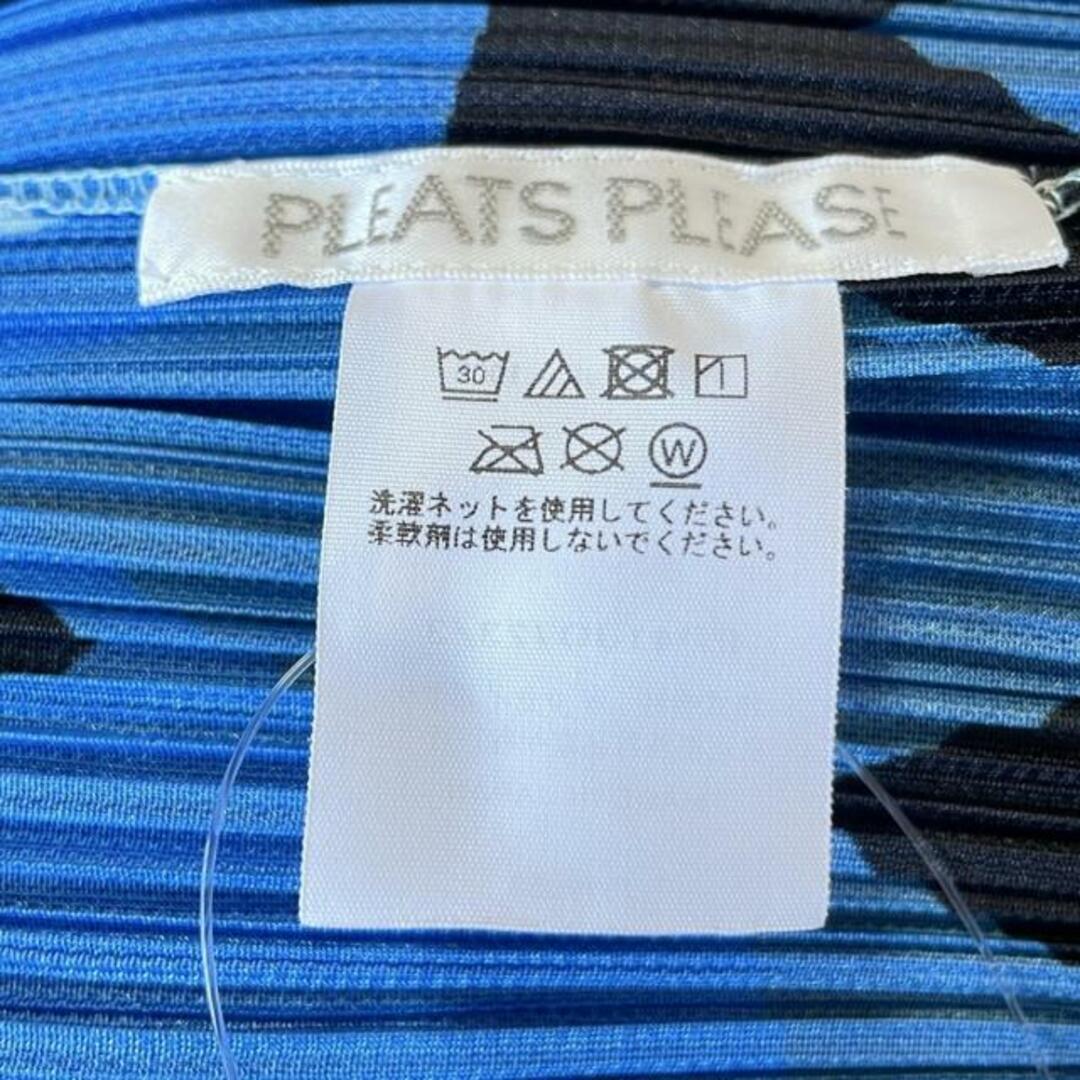 PLEATS PLEASE
30
W
洗濯ネットを使用してください。
柔軟剤は使用しないでください。